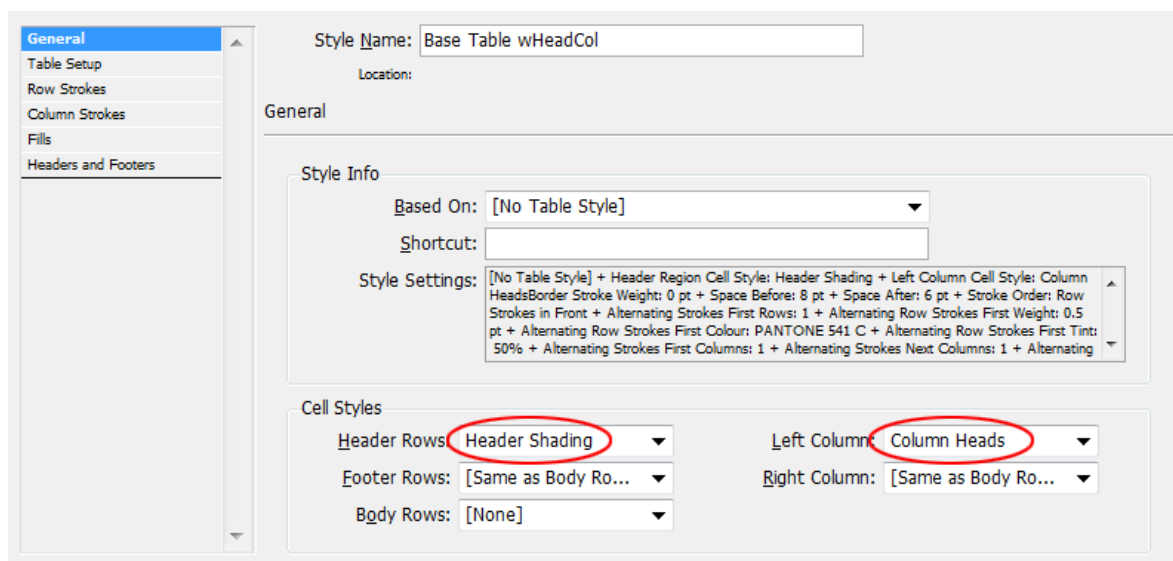 General
Table Setup
Row Strokes
Column Strokes
Fills
Headers and Footers
Style Name: Base Table wHeadCol
Location:
General
Style Info
Based On: [No Table Style]
Shortcut:
Style Settings: [No Table Style] + Header Region Cell Style: Header Shading + Left Column Cell Style: Column
HeadsBorder Stroke Weight: 0 pt + Space Before: 8 pt + Space After: 6 pt + Stroke Order: Row
Strokes in Front + Alternating Strokes First Rows: 1 + Alternating Row Strokes First Weight: 0.5
pt + Alternating Row Strokes First Colour: PANTONE 541 C + Alternating Row Strokes First Tint:
50% + Alternating Strokes First Columns: 1 + Alternating Strokes Next Columns: 1 + Alternating
Cell Styles
Header Rows: Header Shading Left Column: Column Heads
Footer Rows: [Same as Body Ro... Right Column: [Same as Body Ro...
Body Rows: [None]